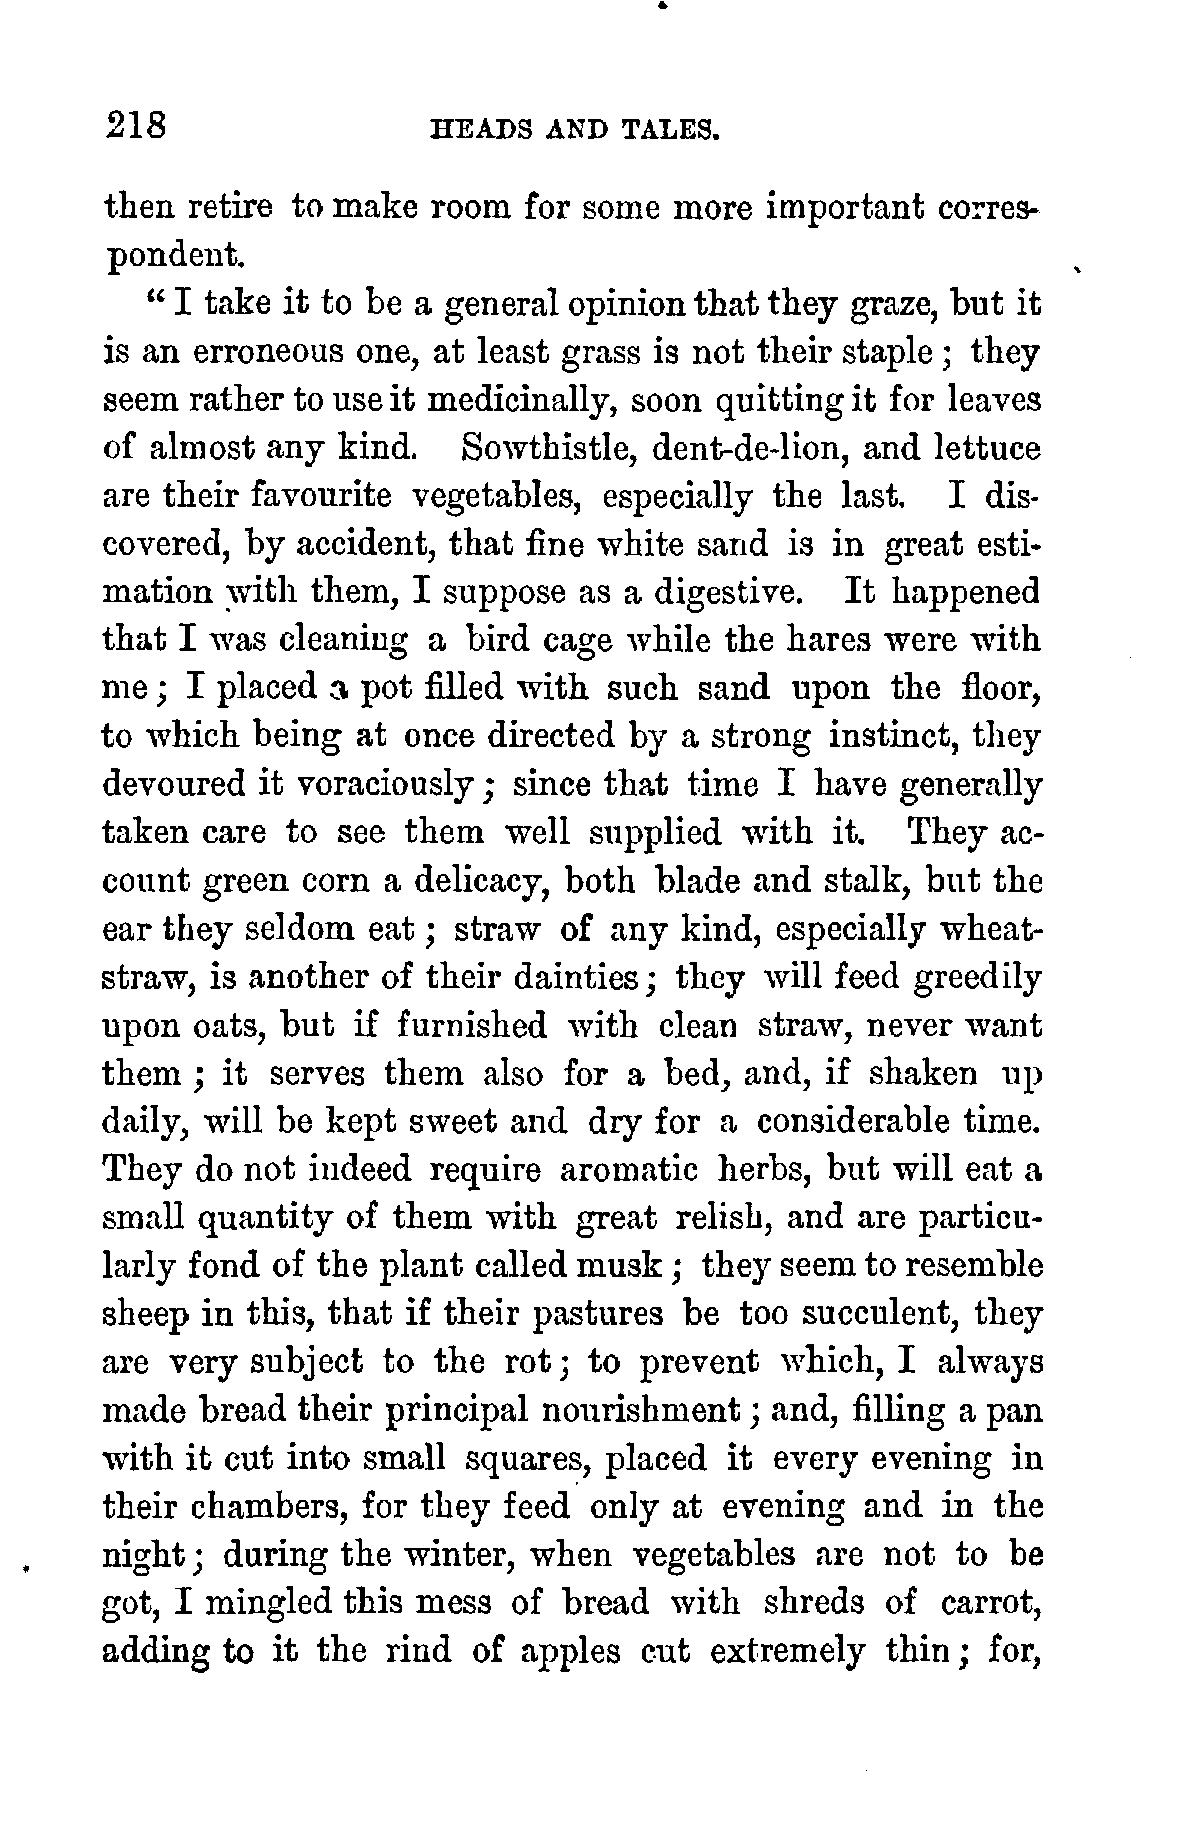 218 HEADS AND TALES.
then retire to make room for some more important corres-
pondent.
“ I take it to be a general opinion that they graze, but it
is an erroneous one, at least grass is not their staple ; they
seem rather to use it medicinally, soon quitting it for leaves
of almost any kind. Sowthistle, dent-de-lion, and lettuce
are their favourite vegetables, especially the last. I dis-
covered, by accident, that fine white sand is in great esti-
mation with them, I suppose as a digestive. It happened
that I was cleaning a bird cage while the hares were with
me ; I placed a pot filled with such sand upon the floor,
to which being at once directed by a strong instinct, they
devoured it voraciously ; since that time I have generally
taken care to see them well supplied with it. They ac-
count green corn a delicacy, both blade and stalk, but the
ear they seldom eat ; straw of any kind, especially wheat-
straw, is another of their dainties ; they will feed greedily
upon oats, but if furnished with clean straw, never want
them ; it serves them also for a bed, and, if shaken up
daily, will be kept sweet and dry for a considerable time.
They do not indeed require aromatic herbs, but will eat a
small quantity of them with great relish, and are particu-
larly fond of the plant called musk ; they seem to resemble
sheep in this, that if their pastures be too succulent, they
are very subject to the rot ; to prevent which, I always
made bread their principal nourishment ; and, filling a pan
with it cut into small squares, placed it every evening in
their chambers, for they feed only at evening and in the
night ; during the winter, when vegetables are not to be
got, I mingled this mess of bread with shreds of carrot,
adding to it the rind of apples cut extremely thin ; for,